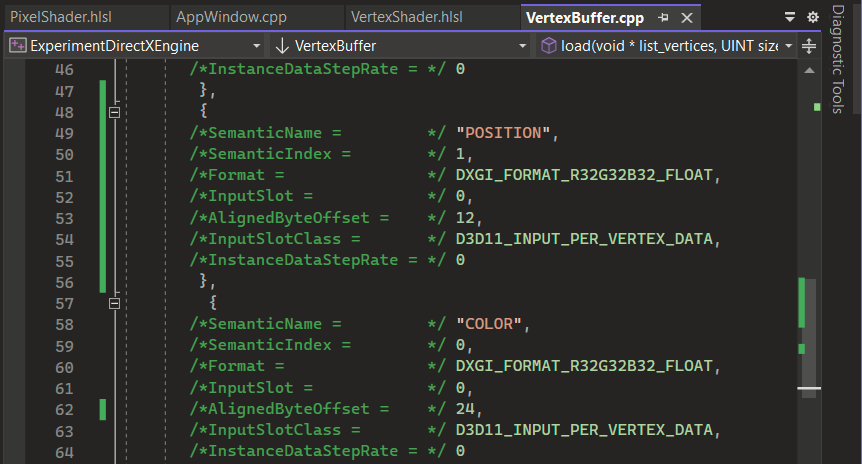 PixelShader.hlsl AppWindow.cpp VertexShader.hlsl VertexBuffer.cpp
ExperimentDirectXEngine VertexBuffer load(void * list_vertices, UINT size
46 /*InstanceDataStepRate = */ 0
47 },
48 {
49 /*SemanticName = */ "POSITION",
50 /*SemanticIndex = */ 1,
51 /*Format = */ DXGI_FORMAT_R32G32B32_FLOAT,
52 /*InputSlot = */ 0,
53 /*AlignedByteOffset = */ 12,
54 /*InputSlotClass = */ D3D11_INPUT_PER_VERTEX_DATA,
55 /*InstanceDataStepRate = */ 0
56 },
57 {
58 /*SemanticName = */ "COLOR",
59 /*SemanticIndex = */ 0,
60 /*Format = */ DXGI_FORMAT_R32G32B32_FLOAT,
61 /*InputSlot = */ 0,
62 /*AlignedByteOffset = */ 24,
63 /*InputSlotClass = */ D3D11_INPUT_PER_VERTEX_DATA,
64 /*InstanceDataStepRate = */ 0
Diagnostic Tools